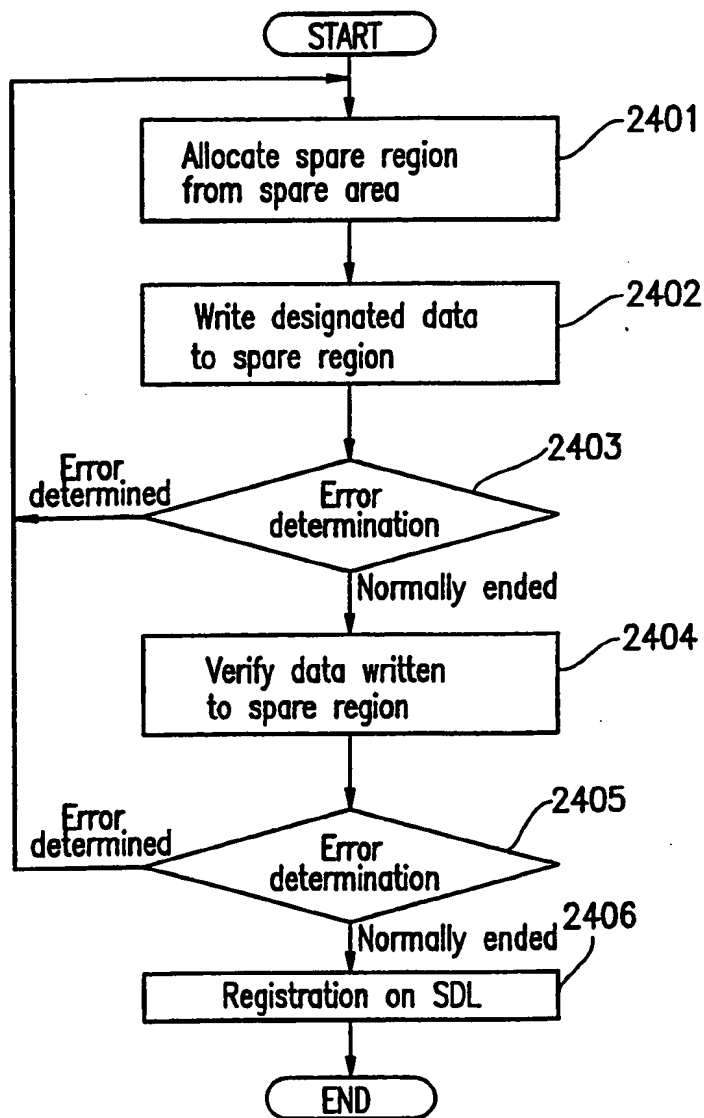 START
2401
Allocate spare region
from spare area
2402
Write designated data
to spare region
2403
Error
determined
Error
determination
Normally ended
2404
Verify data written
to spare region
2405
Error
determined
Error
determination
2406
Normally ended
Registration on SDL
END